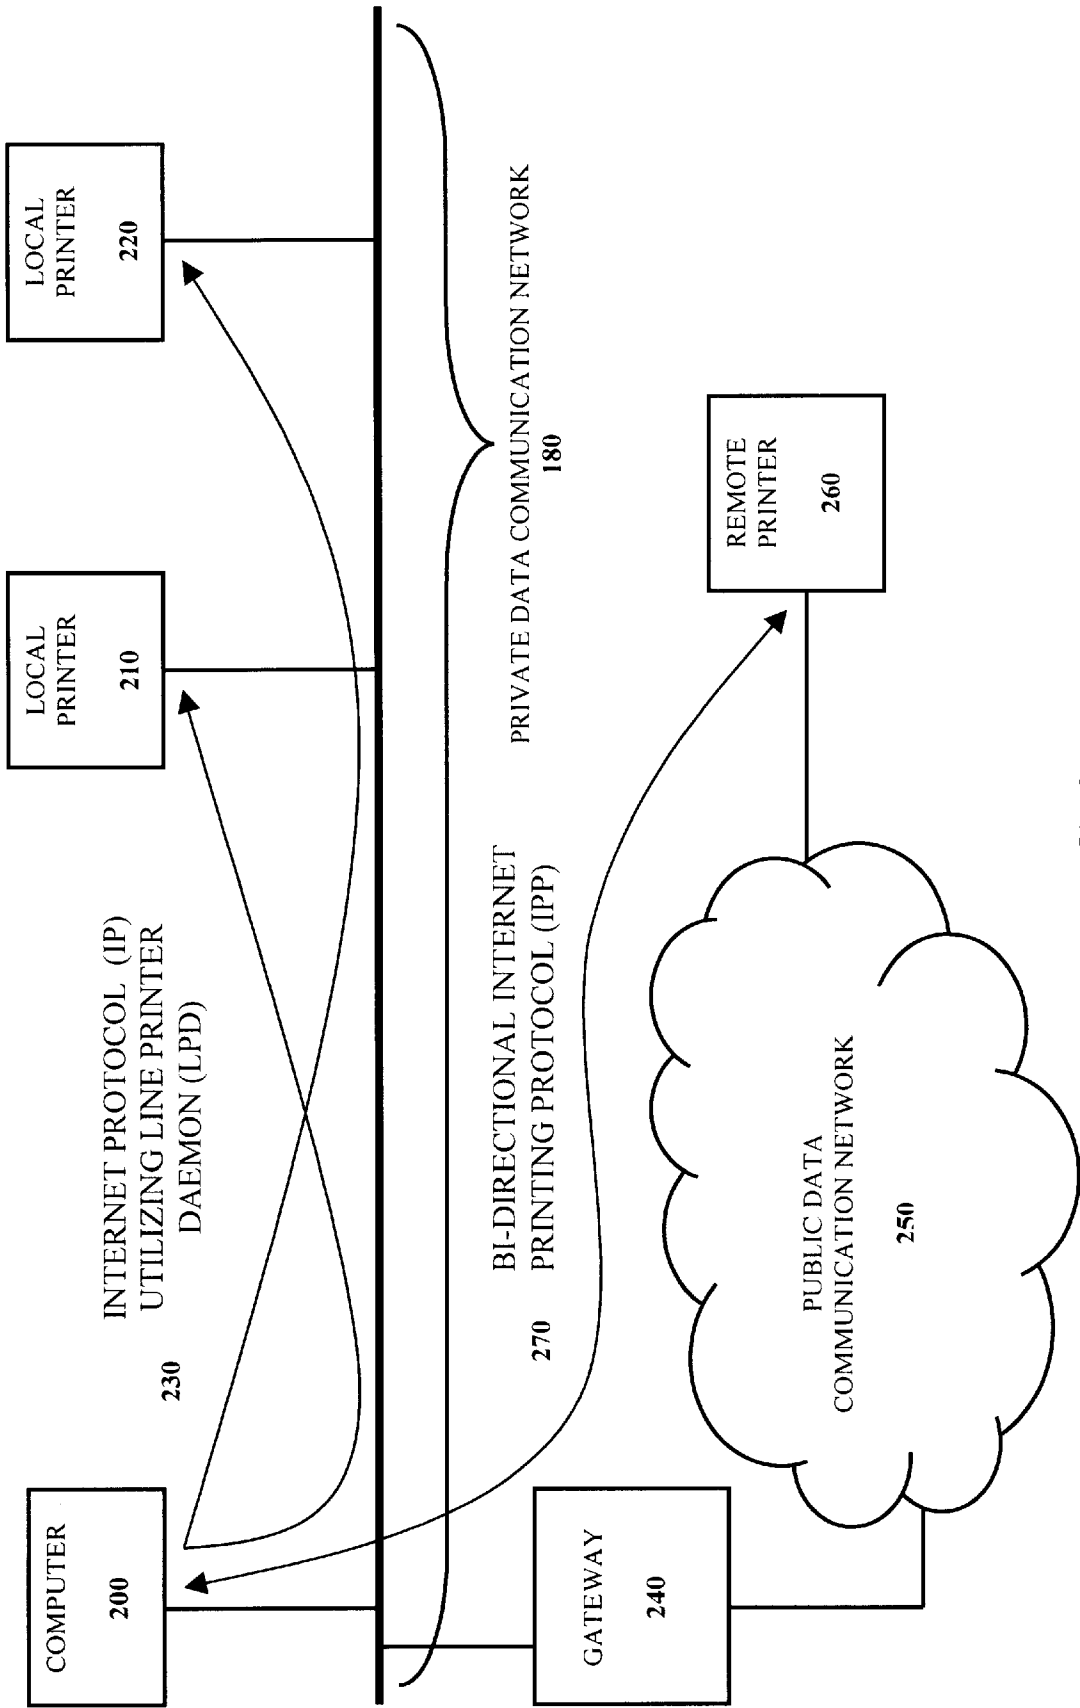 COMPUTER
200
LOCAL
PRINTER
210
LOCAL
PRINTER
220
INTERNET PROTOCOL (IP)
UTILIZING LINE PRINTER
DAEMON (LPD)
230
PRIVATE DATA COMMUNICATION NETWORK
180
BI-DIRECTIONAL INTERNET
PRINTING PROTOCOL (IPP)
270
GATEWAY
240
PUBLIC DATA
COMMUNICATION NETWORK
250
REMOTE
PRINTER
260